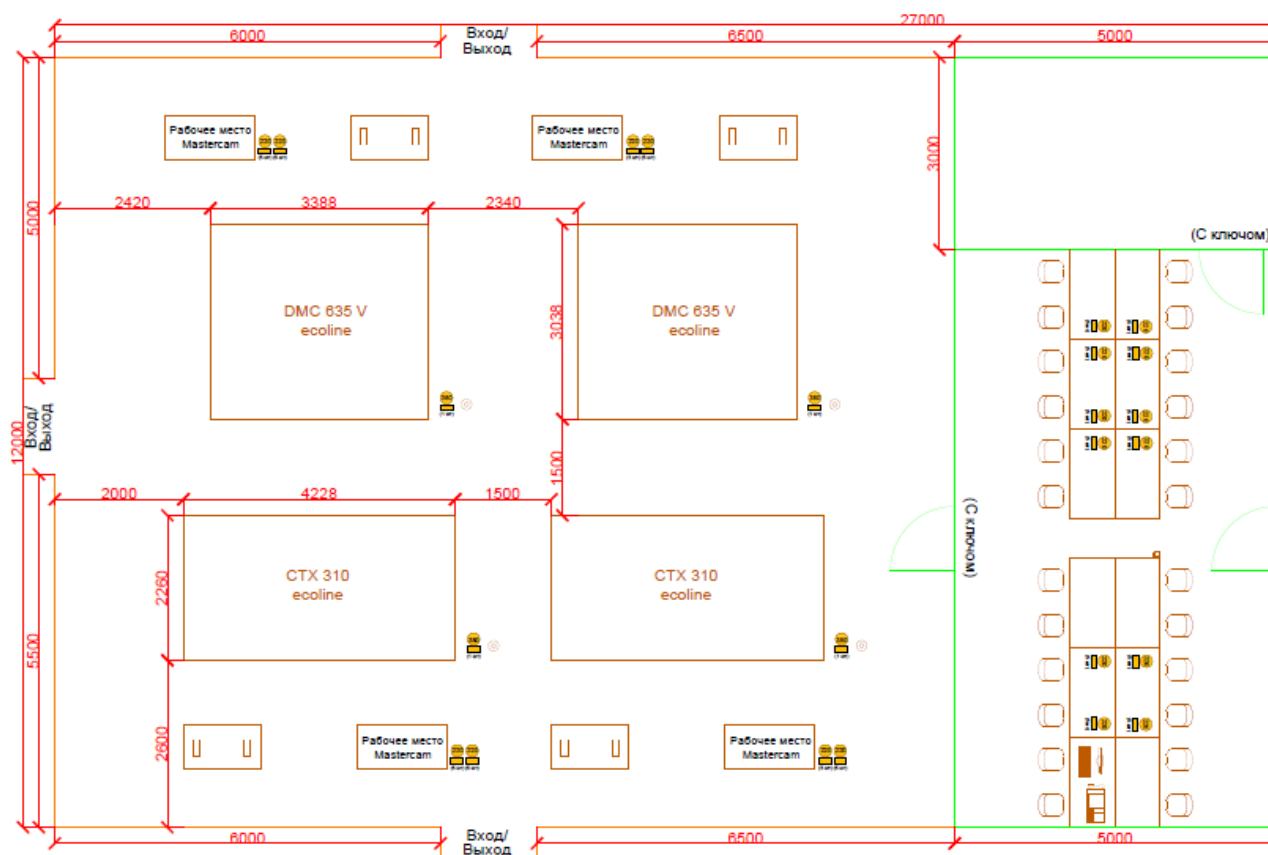 27000
6000
Вход/
Выход
6500
5000
Рабочее место
Mastercam
Рабочее место
Mastercam
3000
5000
2420
3388
2340
(С ключом)
DMC 635 V
ecoline
3038
DMC 635 V
ecoline
12000
Вход/
Выход
1500
2000
4228
1500
(С ключом)
2260
CTX 310
ecoline
CTX 310
ecoline
5500
2600
Рабочее место
Mastercam
Рабочее место
Mastercam
6000
Вход/
Выход
6500
5000